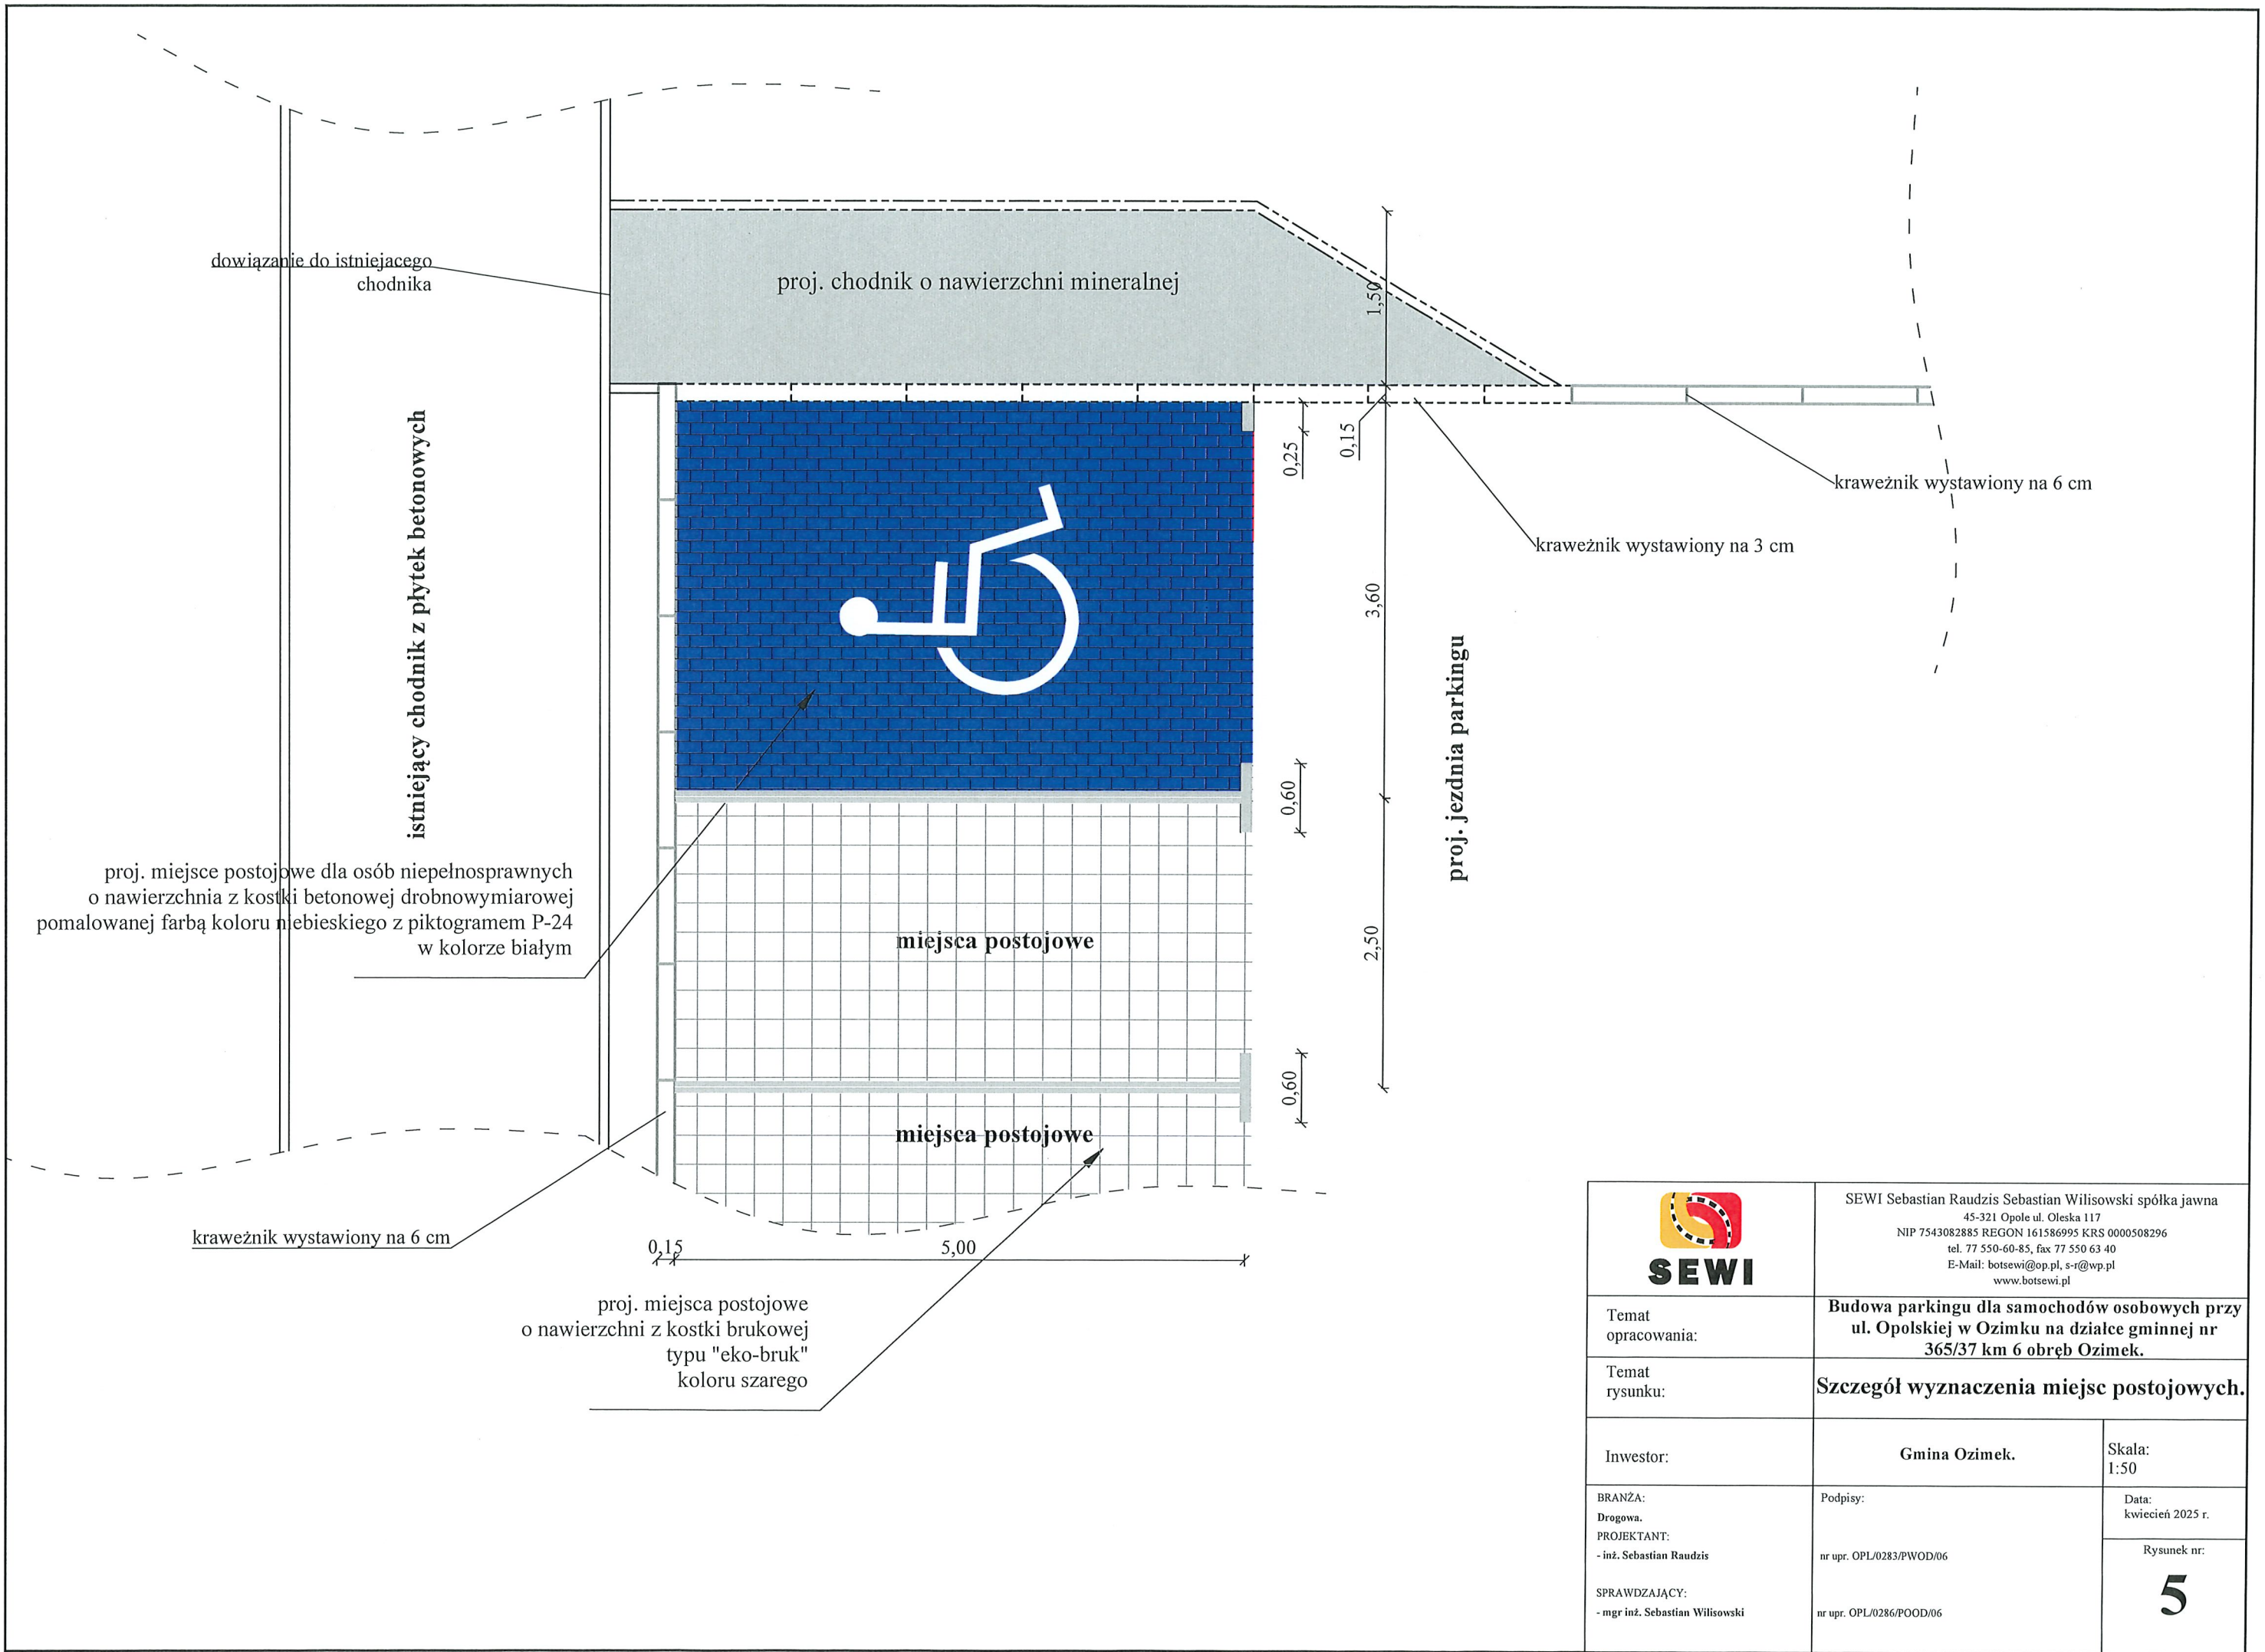 dowiązanie do istniejacego
chodnika
proj. chodnik o nawierzchni mineralnej
1,50
istniejący chodnik z płytek betonowych
0,25
0,15
kraweżnik wystawiony na 6 cm
kraweżnik wystawiony na 3 cm
3,60
proj. jezdnia parkingu
0,60
proj. miejsce postojowe dla osób niepełnosprawnych
o nawierzchnia z kostki betonowej drobnowymiarowej
pomalowanej farbą koloru niebieskiego z piktogramem P-24
w kolorze białym
miejsca postojowe
2,50
0,60
miejsca postojowe
kraweżnik wystawiony na 6 cm
0,15
5,00
proj. miejsca postojowe
o nawierzchni z kostki brukowej
typu "eko-bruk"
koloru szarego
SEWI
SEWI Sebastian Raudzis Sebastian Wilisowski spółka jawna
45-321 Opole ul. Oleska 117
NIP 7543082885 REGON 161586995 KRS 0000508296
tel. 77 550-60-85, fax 77 550 63 40
E-Mail: botsewi@op.pl, s-r@wp.pl
www.botsewi.pl
Temat
opracowania:
Budowa parkingu dla samochodów osobowych przy
ul. Opolskiej w Ozimku na działce gminnej nr
365/37 km 6 obręb Ozimek.
Temat
rysunku:
Szczegół wyznaczenia miejsc postojowych.
Inwestor:
Gmina Ozimek.
Skala:
1:50
BRANŻA:
Drogowa.
PROJEKTANT:
- inż. Sebastian Raudzis
SPRAWDZAJĄCY:
- mgr inż. Sebastian Wilisowski
Podpisy:
nr upr. OPL/0283/PWOD/06
nr upr. OPL/0286/POOD/06
Data:
kwiecień 2025 r.
Rysunek nr:
5